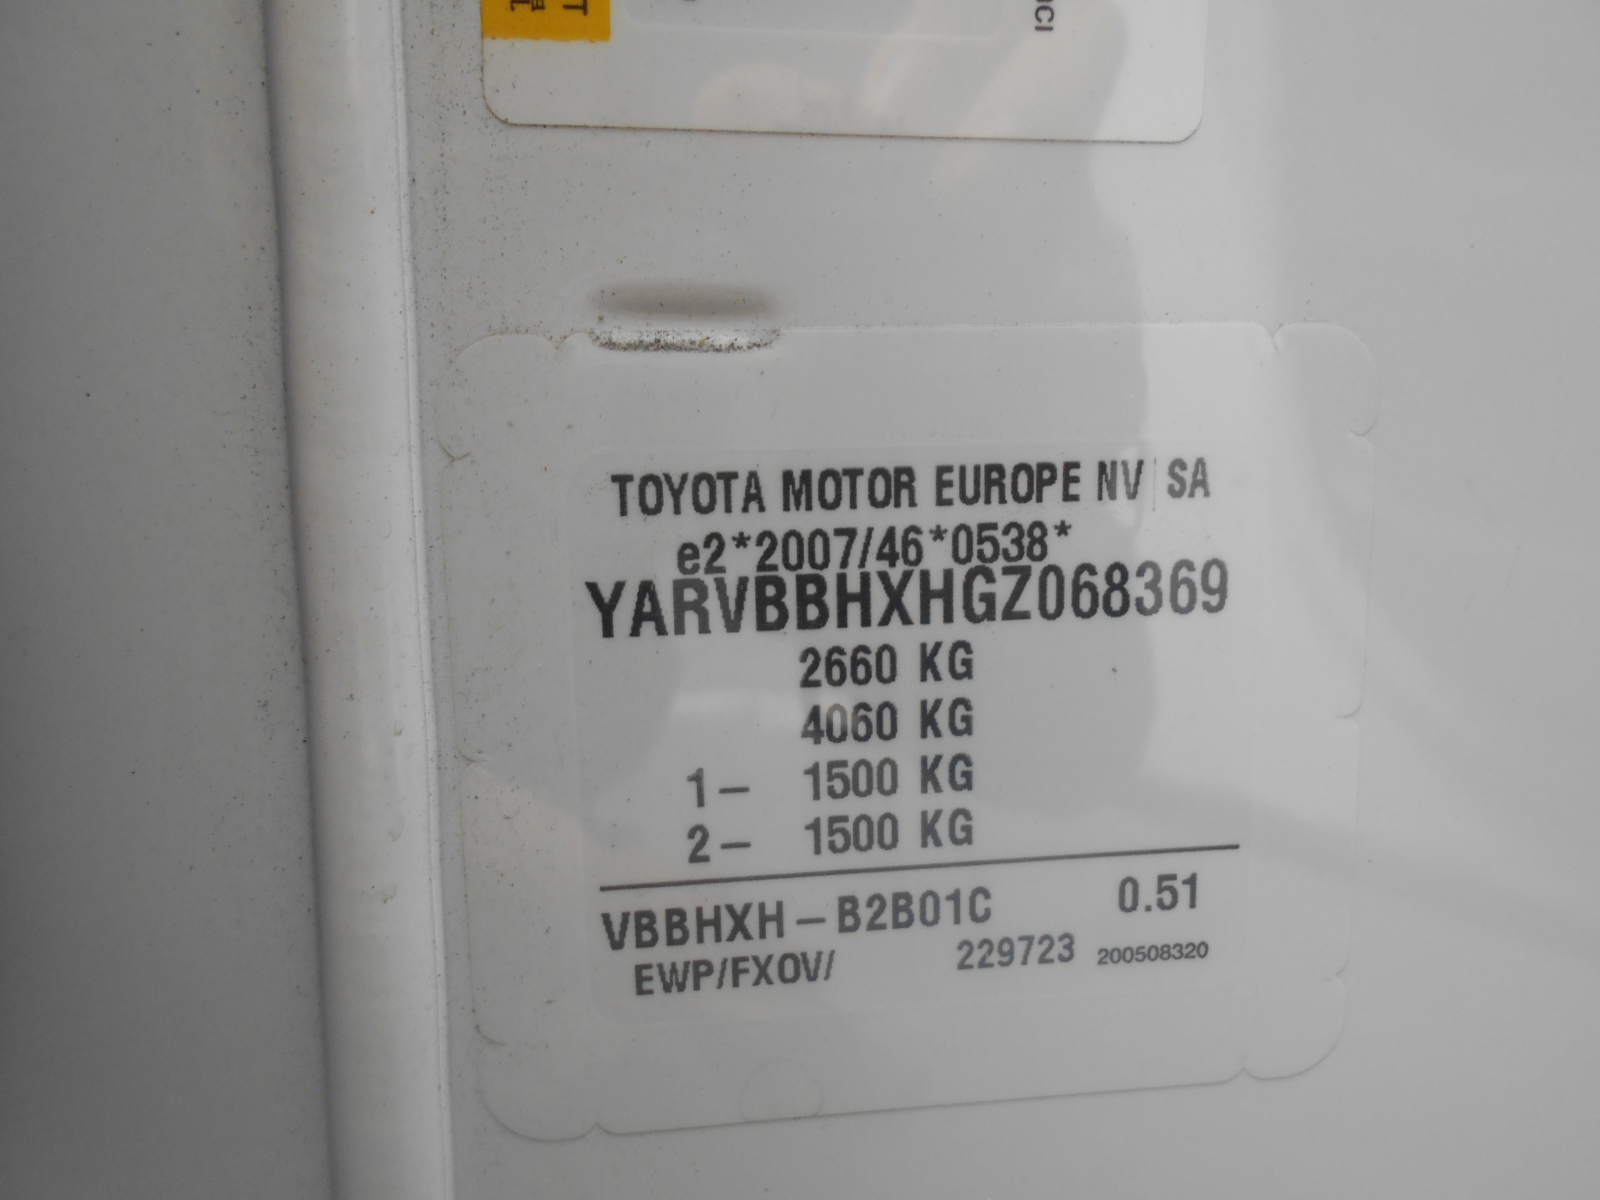 TOYOTA MOTOR EUROPE NV SA
e2*2007/46*0538*
YARVBBHXHGZ068369
2660 KG
4060 KG
1– 1500 KG
2– 1500 KG
VBBHXH–B2B01C 0.51
EWP/FXOV/ 229723 200508320